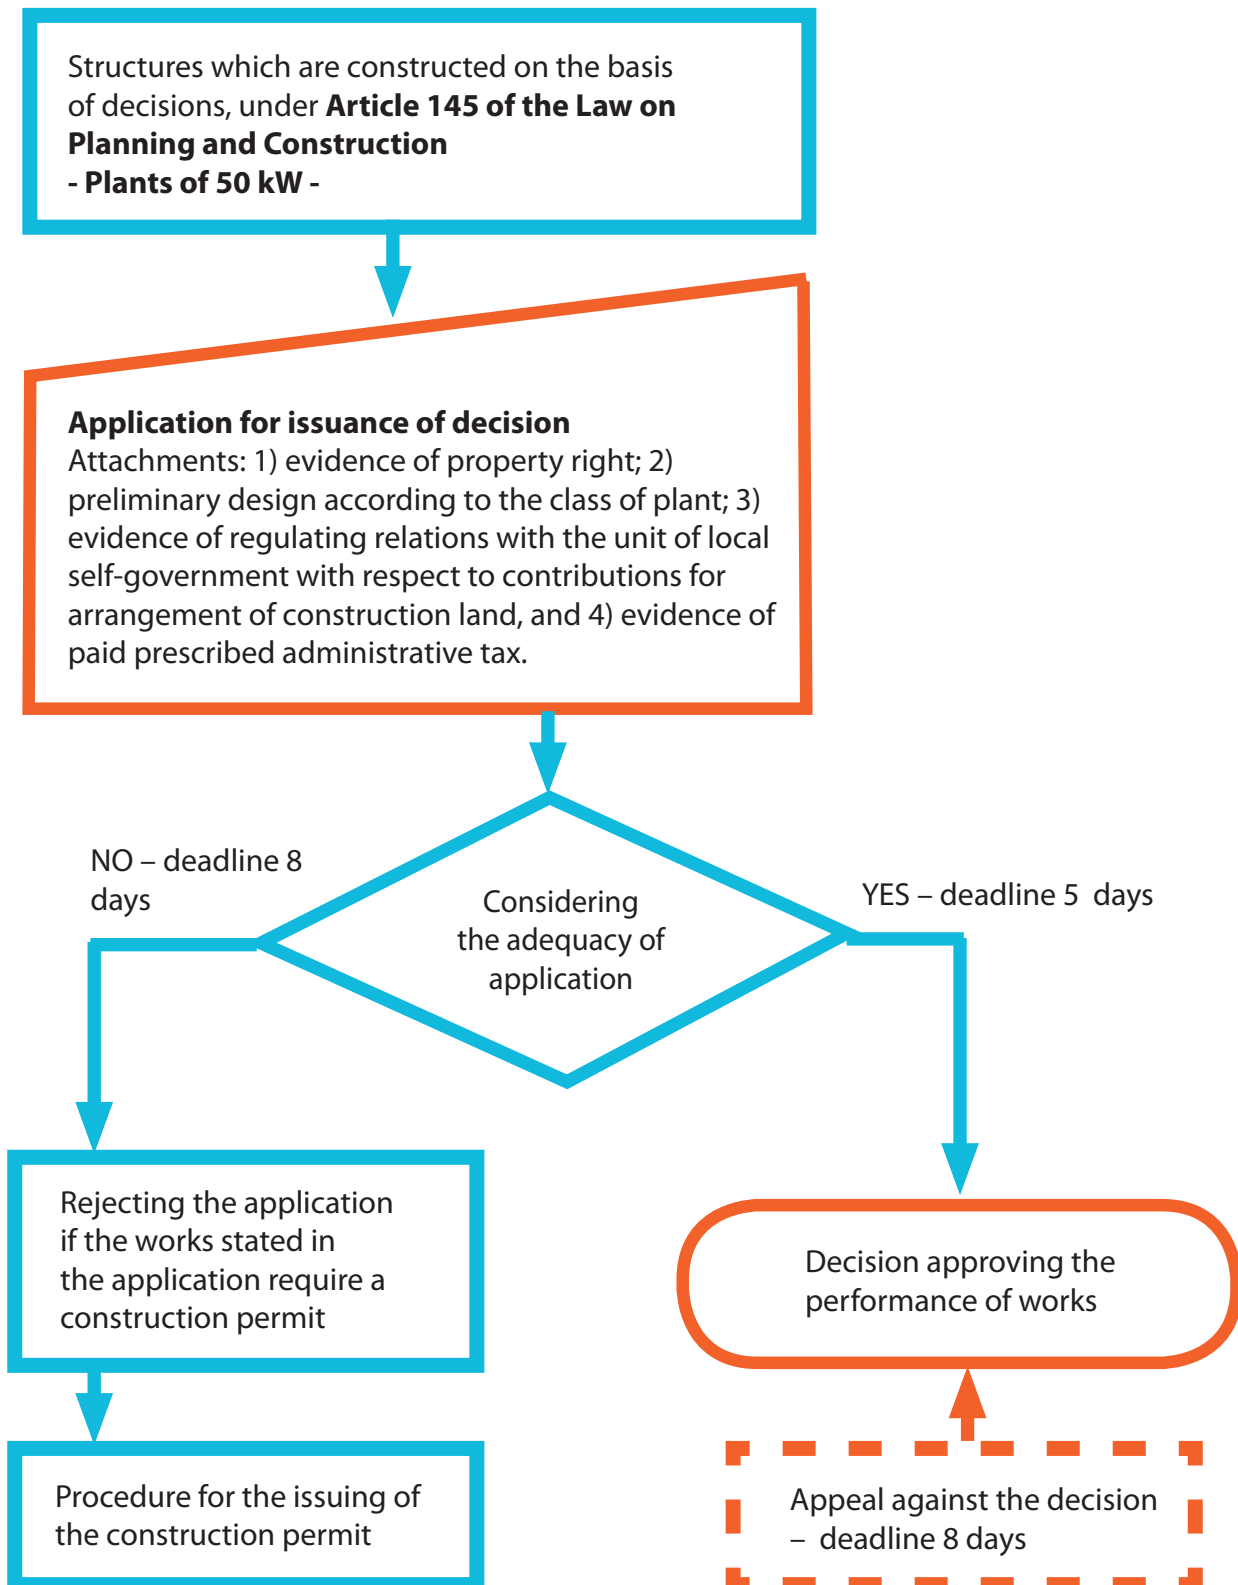 Structures which are constructed on the basis
of decisions, under Article 145 of the Law on
Planning and Construction
- Plants of 50 kW -
Application for issuance of decision
Attachments: 1) evidence of property right; 2)
preliminary design according to the class of plant; 3)
evidence of regulating relations with the unit of local
self-government with respect to contributions for
arrangement of construction land, and 4) evidence of
paid prescribed administrative tax.
NO – deadline 8
days
Considering
the adequacy of
application
YES – deadline 5 days
Rejecting the application
if the works stated in
the application require a
construction permit
Decision approving the
performance of works
Procedure for the issuing of
the construction permit
Appeal against the decision
– deadline 8 days